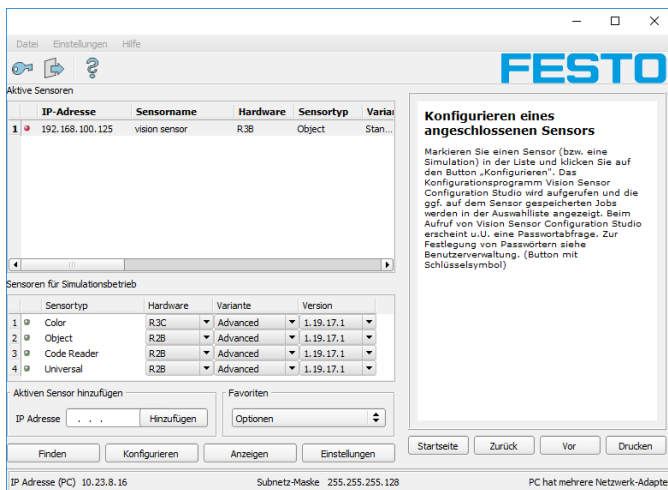 Datei Einstellungen Hilfe
FESTO
Aktive Sensoren
IP-Adresse Sensorname Hardware Sensortyp Varia
1 192.168.100.125 vision sensor R3B Object Stan...
Sensoren für Simulationsbetrieb
Sensortyp Hardware Variante Version
1 Color R3C Advanced 1.19.17.1
2 Object R2B Advanced 1.19.17.1
3 Code Reader R2B Advanced 1.19.17.1
4 Universal R2B Advanced 1.19.17.1
Aktiven Sensor hinzufügen Favoriten
IP Adresse . . . Hinzufügen Optionen
Finden Konfigurieren Anzeigen Einstellungen
Konfigurieren eines
angeschlossenen Sensors
Markieren Sie einen Sensor (bzw. eine
Simulation) in der Liste und klicken Sie auf
den Button „Konfigurieren". Das
Konfigurationsprogramm Vision Sensor
Configuration Studio wird aufgerufen und die
ggf. auf dem Sensor gespeicherten Jobs
werden in der Auswahlliste angezeigt. Beim
Aufruf von Vision Sensor Configuration Studio
erscheint u.U. eine Passwortabfrage. Zur
Festlegung von Passwörtern siehe
Benutzerverwaltung. (Button mit
Schlüsselsymbol)
Startseite Zurück Vor Drucken
IP Adresse (PC) 10.23.8.16 Subnetz-Maske 255.255.255.128 PC hat mehrere Netzwerk-Adapte